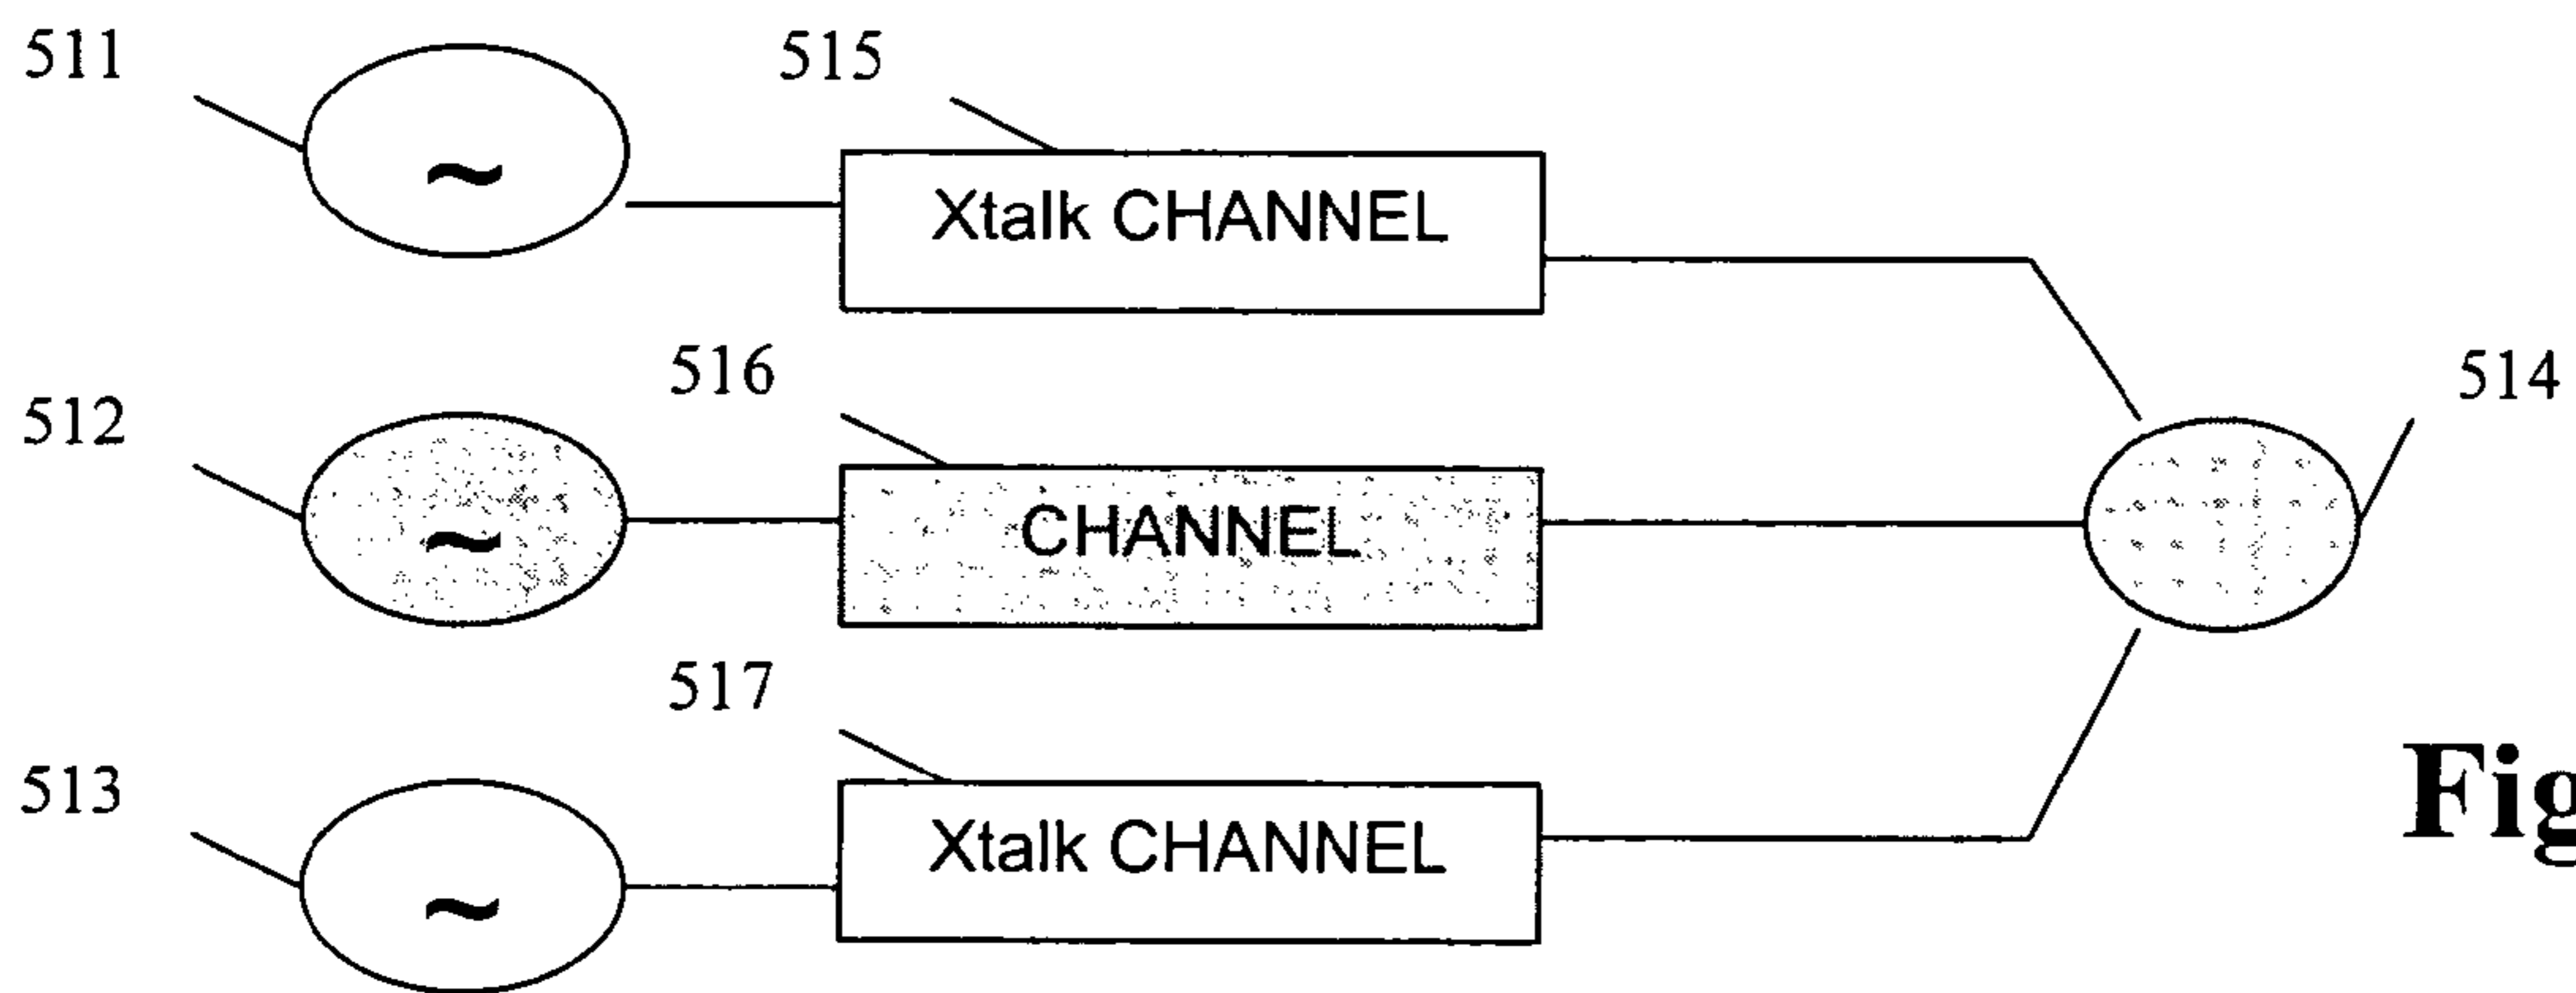 511
515
Xtalk CHANNEL
516
514
512
CHANNEL
~
~
517
513
Xtalk CHANNEL
~
Fig